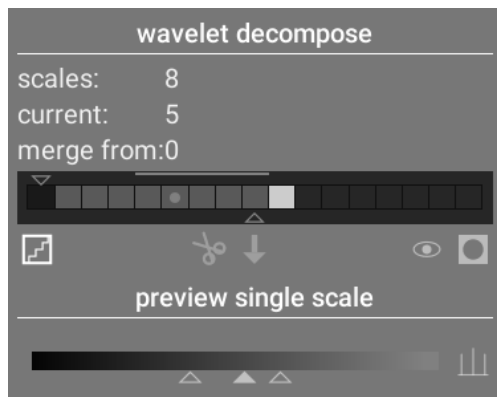 wavelet decompose
scales: 8
current: 5
merge from:0
preview single scale